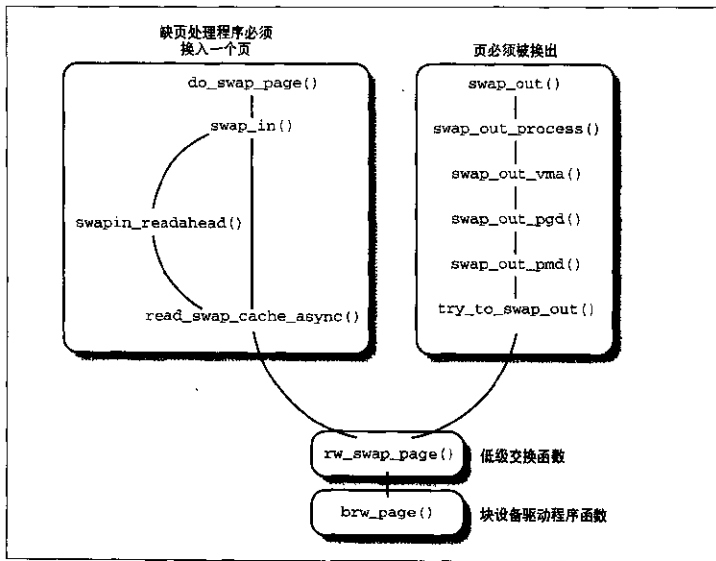 缺页处理程序必须
换入一个页
do_swap_page()
swap_in()
swapin_readahead()
read_swap_cache_async()
页必须被换出
swap_out()
swap_out_process()
swap_out_vma()
swap_out_pgd()
swap_out_pmd()
try_to_swap_out()
rw_swap_page()
低级交换函数
brw_page()
块设备驱动程序函数